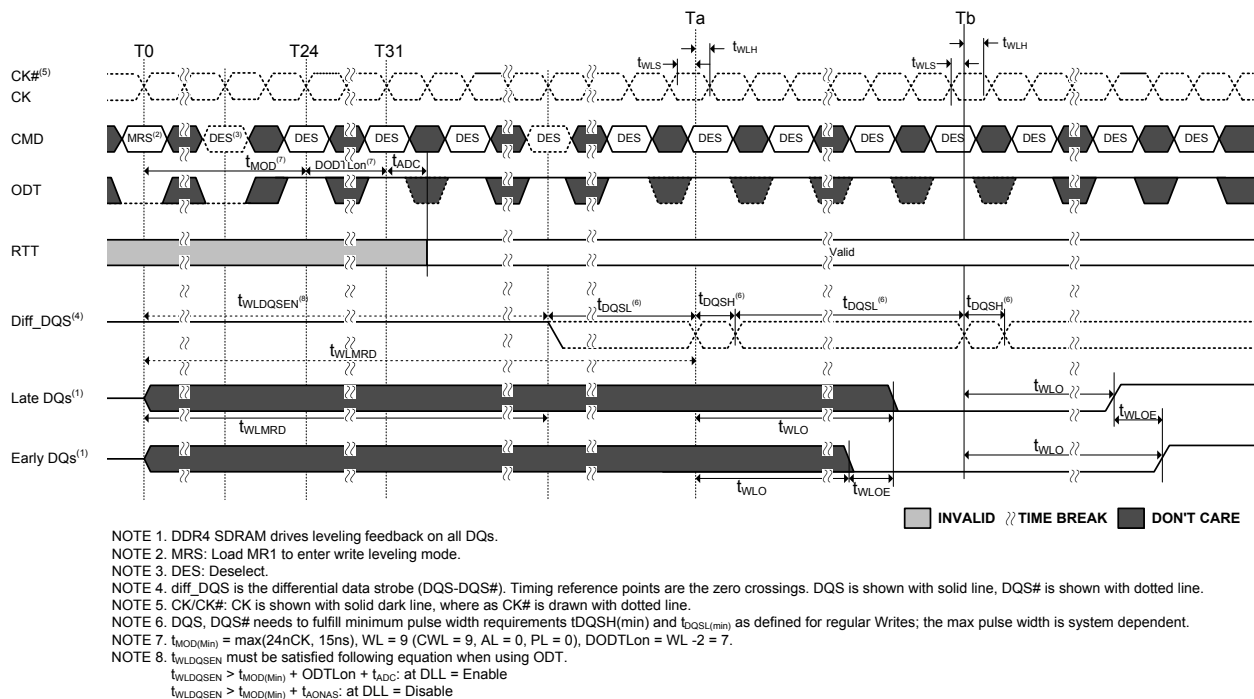 Ta Tb
T0 T24 T31 tWLH tWLH
tWLS tWLS
CK#(5)
CK
CMD MRS(2) DES(3) DES DES DES DES DES DES DES DES DES DES DES DES
tMOD(7) DODTLon(7) tADC
ODT
RTT Valid
tWLDQSEN(8) tDQSL(6) tDQSH(6) tDQSL(6) tDQSH(6)
Diff_DQS(4)
tWLMRD
Late DQs(1) tWLO
tWLMRD tWLO tWLOE
Early DQs(1) tWLO
tWLO tWLOE
INVALID TIME BREAK DON'T CARE
NOTE 1. DDR4 SDRAM drives leveling feedback on all DQs.
NOTE 2. MRS: Load MR1 to enter write leveling mode.
NOTE 3. DES: Deselect.
NOTE 4. diff_DQS is the differential data strobe (DQS-DQS#). Timing reference points are the zero crossings. DQS is shown with solid line, DQS# is shown with dotted line.
NOTE 5. CK/CK#: CK is shown with solid dark line, where as CK# is drawn with dotted line.
NOTE 6. DQS, DQS# needs to fulfill minimum pulse width requirements tDQSH(min) and tDQSL(min) as defined for regular Writes; the max pulse width is system dependent.
NOTE 7. tMOD(Min) = max(24nCK, 15ns), WL = 9 (CWL = 9, AL = 0, PL = 0), DODTLon = WL -2 = 7.
NOTE 8. tWLDQSEN must be satisfied following equation when using ODT.
tWLDQSEN > tMOD(Min) + ODTLon + tADC: at DLL = Enable
tWLDQSEN > tMOD(Min) + tAONAS: at DLL = Disable